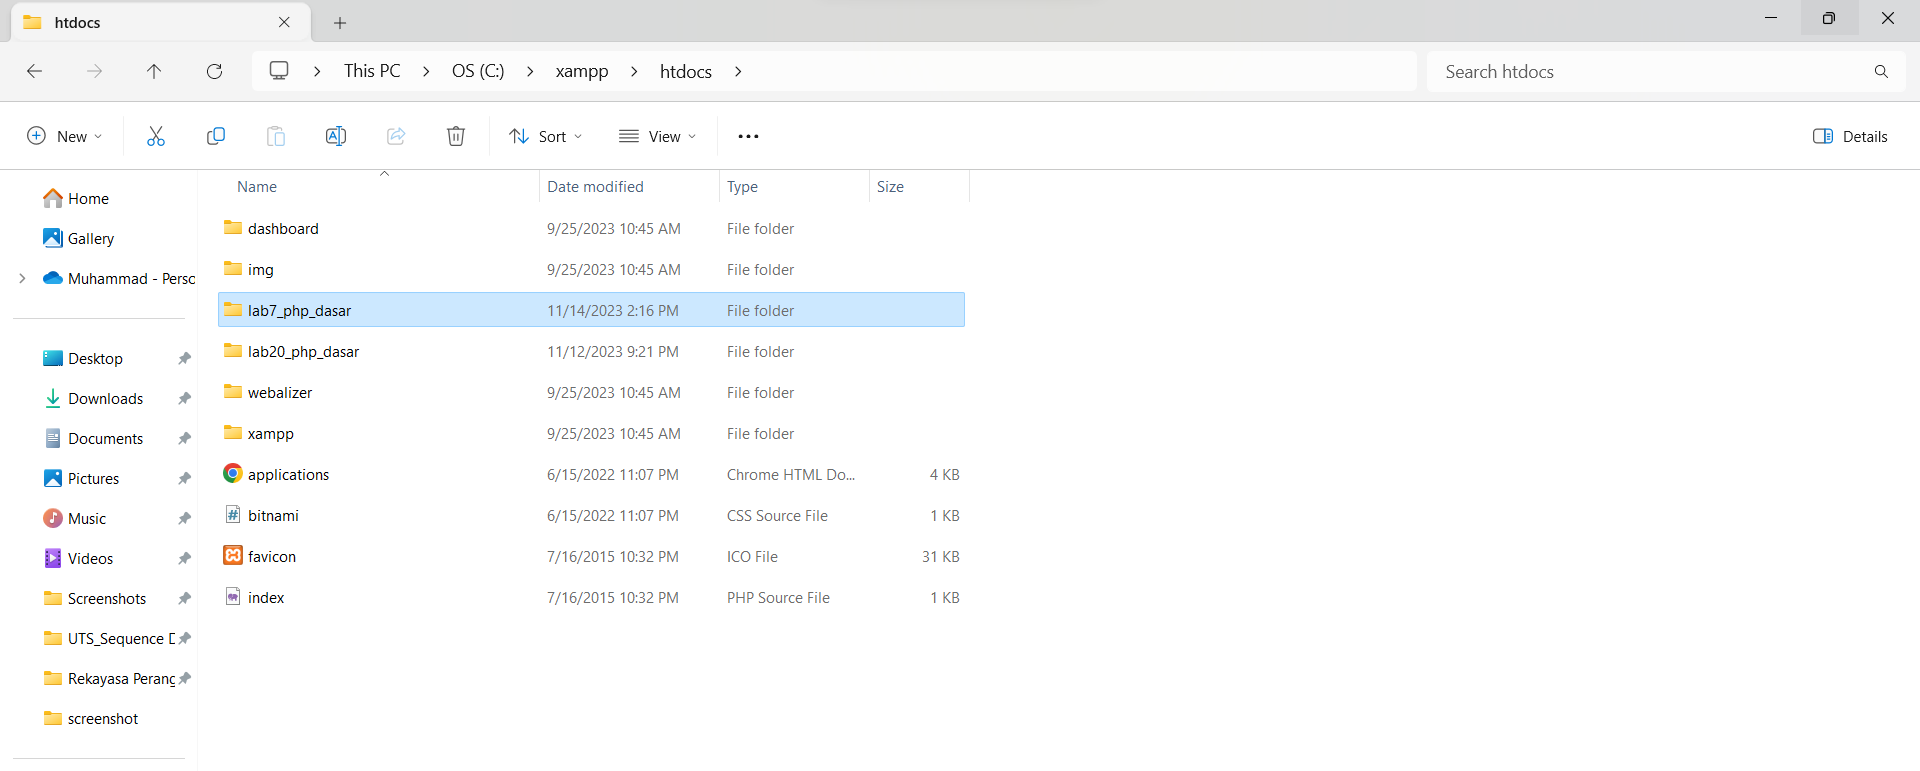 htdocs
This PC > OS (C:) > xampp > htdocs >
Search htdocs
New
Sort
View
Details
Name Date modified Type Size
Home
Gallery
Muhammad - Perso
Desktop
Downloads
Documents
Pictures
Music
Videos
Screenshots
UTS_Sequence D
Rekayasa Perang
screenshot
dashboard 9/25/2023 10:45 AM File folder
img 9/25/2023 10:45 AM File folder
lab7_php_dasar 11/14/2023 2:16 PM File folder
lab20_php_dasar 11/12/2023 9:21 PM File folder
webalizer 9/25/2023 10:45 AM File folder
xampp 9/25/2023 10:45 AM File folder
applications 6/15/2022 11:07 PM Chrome HTML Do... 4 KB
bitnami 6/15/2022 11:07 PM CSS Source File 1 KB
favicon 7/16/2015 10:32 PM ICO File 31 KB
index 7/16/2015 10:32 PM PHP Source File 1 KB